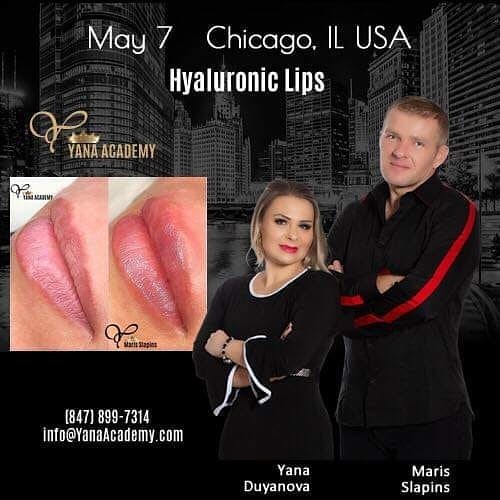 May 7 Chicago, IL USA
Hyaluronic Lips
YANA ACADEMY
YANA ACADEMY
Maris Slapins
(847) 899-7314
info@YanaAcademy.com
Yana
Duyanova
Maris
Slapins